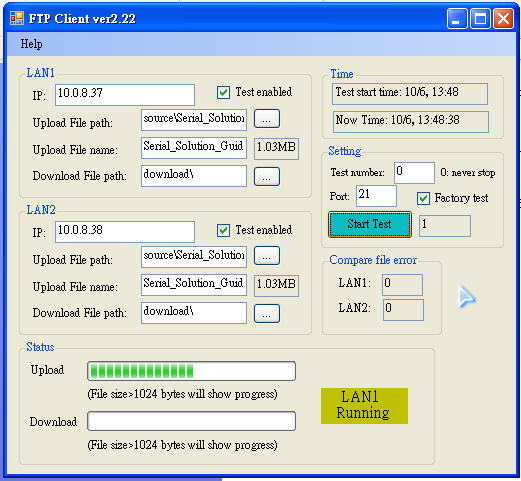 FTP Client ver2.22
Help
LAN1
IP: 10.0.8.37 Test enabled
Upload File path: source\Serial_Solution ...
Upload File name: Serial_Solution_Guid 1.03MB
Download File path: download\ ...
LAN2
IP: 10.0.8.38 Test enabled
Upload File path: source\Serial_Solution ...
Upload File name: Serial_Solution_Guid 1.03MB
Download File path: download\ ...
Time
Test start time: 10/6, 13:48
Now Time: 10/6, 13:48:38
Setting
Test number: 0 0: never stop
Port: 21 Factory test
Start Test 1
Compare file error
LAN1: 0
LAN2: 0
Status
Upload
(File size>1024 bytes will show progress)
Download
(File size>1024 bytes will show progress)
LAN1
Running